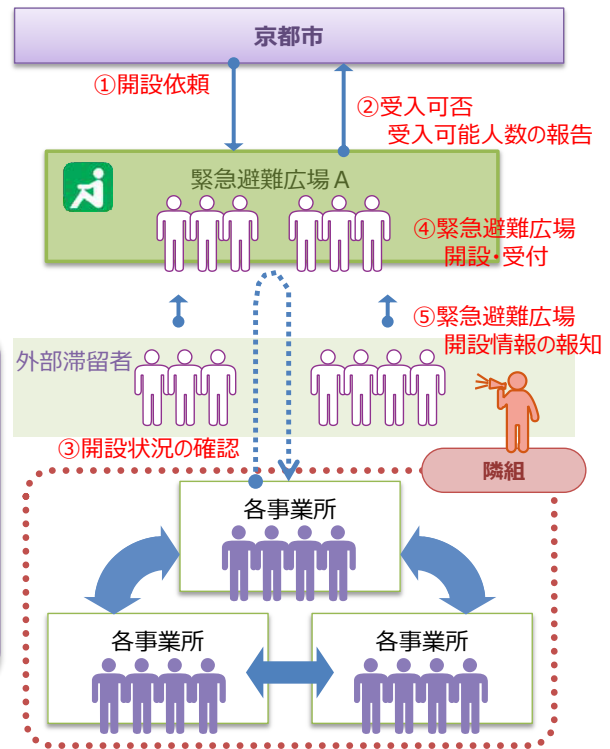 京都市
①開設依頼
②受入可否
受入可能人数の報告
緊急避難広場A
④緊急避難広場
開設・受付
⑤緊急避難広場
開設情報の報知
外部滞留者
③開設状況の確認
隣組
各事業所
各事業所
各事業所